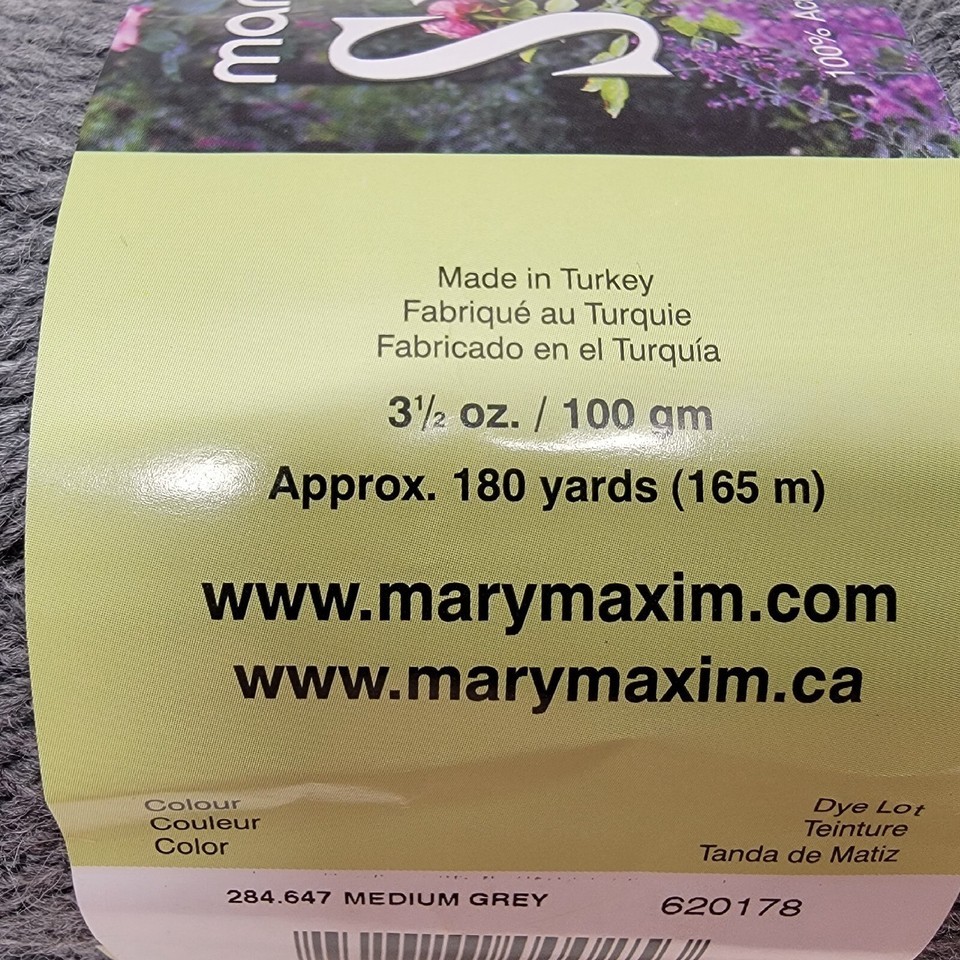 S
100%
Made in Turkey
Fabriqué au Turquie
Fabricado en el Turquía
3½ oz. / 100 gm
Approx. 180 yards (165 m)
www.marymaxim.com
www.marymaxim.ca
Colour
Couleur
Color
Dye Lot
Teinture
Tanda de Matiz
284.647 MEDIUM GREY
620178